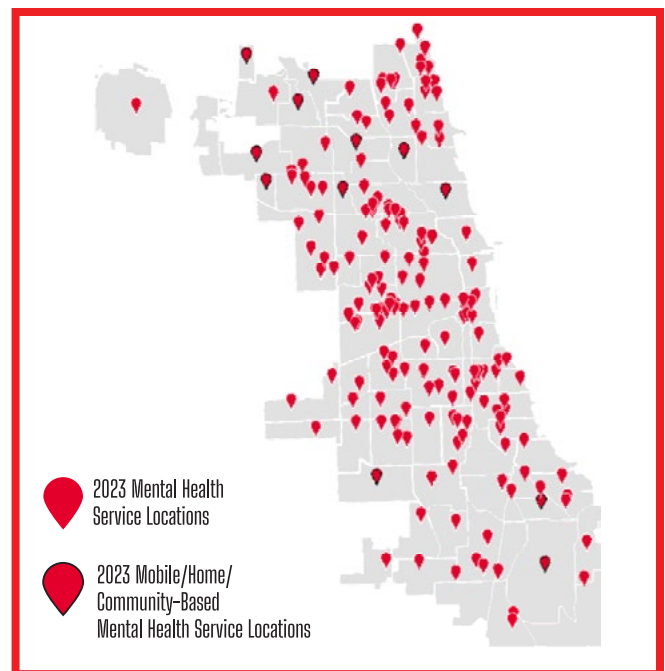 2023 Mental Health
Service Locations
2023 Mobile/Home/
Community-Based
Mental Health Service Locations